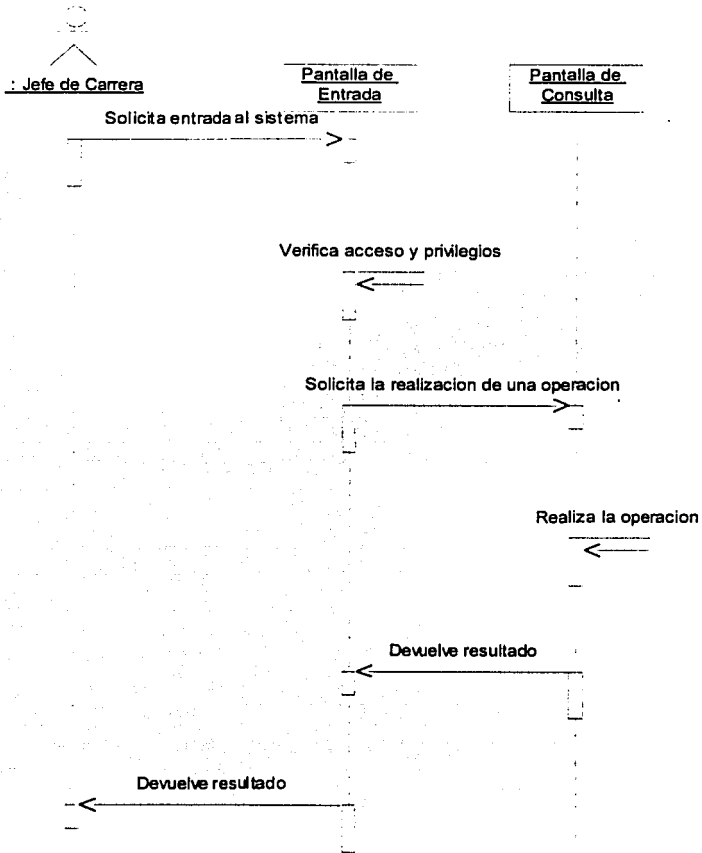 : Jefe de Carrera
Pantalla de
Entrada
Pantalla de
Consulta
Solicita entrada al sistema
Verifica acceso y privilegios
Solicita la realizacion de una operacion
Realiza la operacion
Devuelve resultado
Devuelve resultado